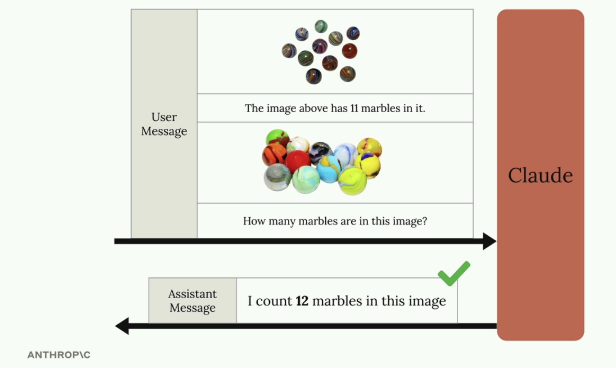 The image above has 11 marbles in it.
User
Message
How many marbles are in this image?
Claude
Assistant
Message
I count 12 marbles in this image
ANTHROP\C